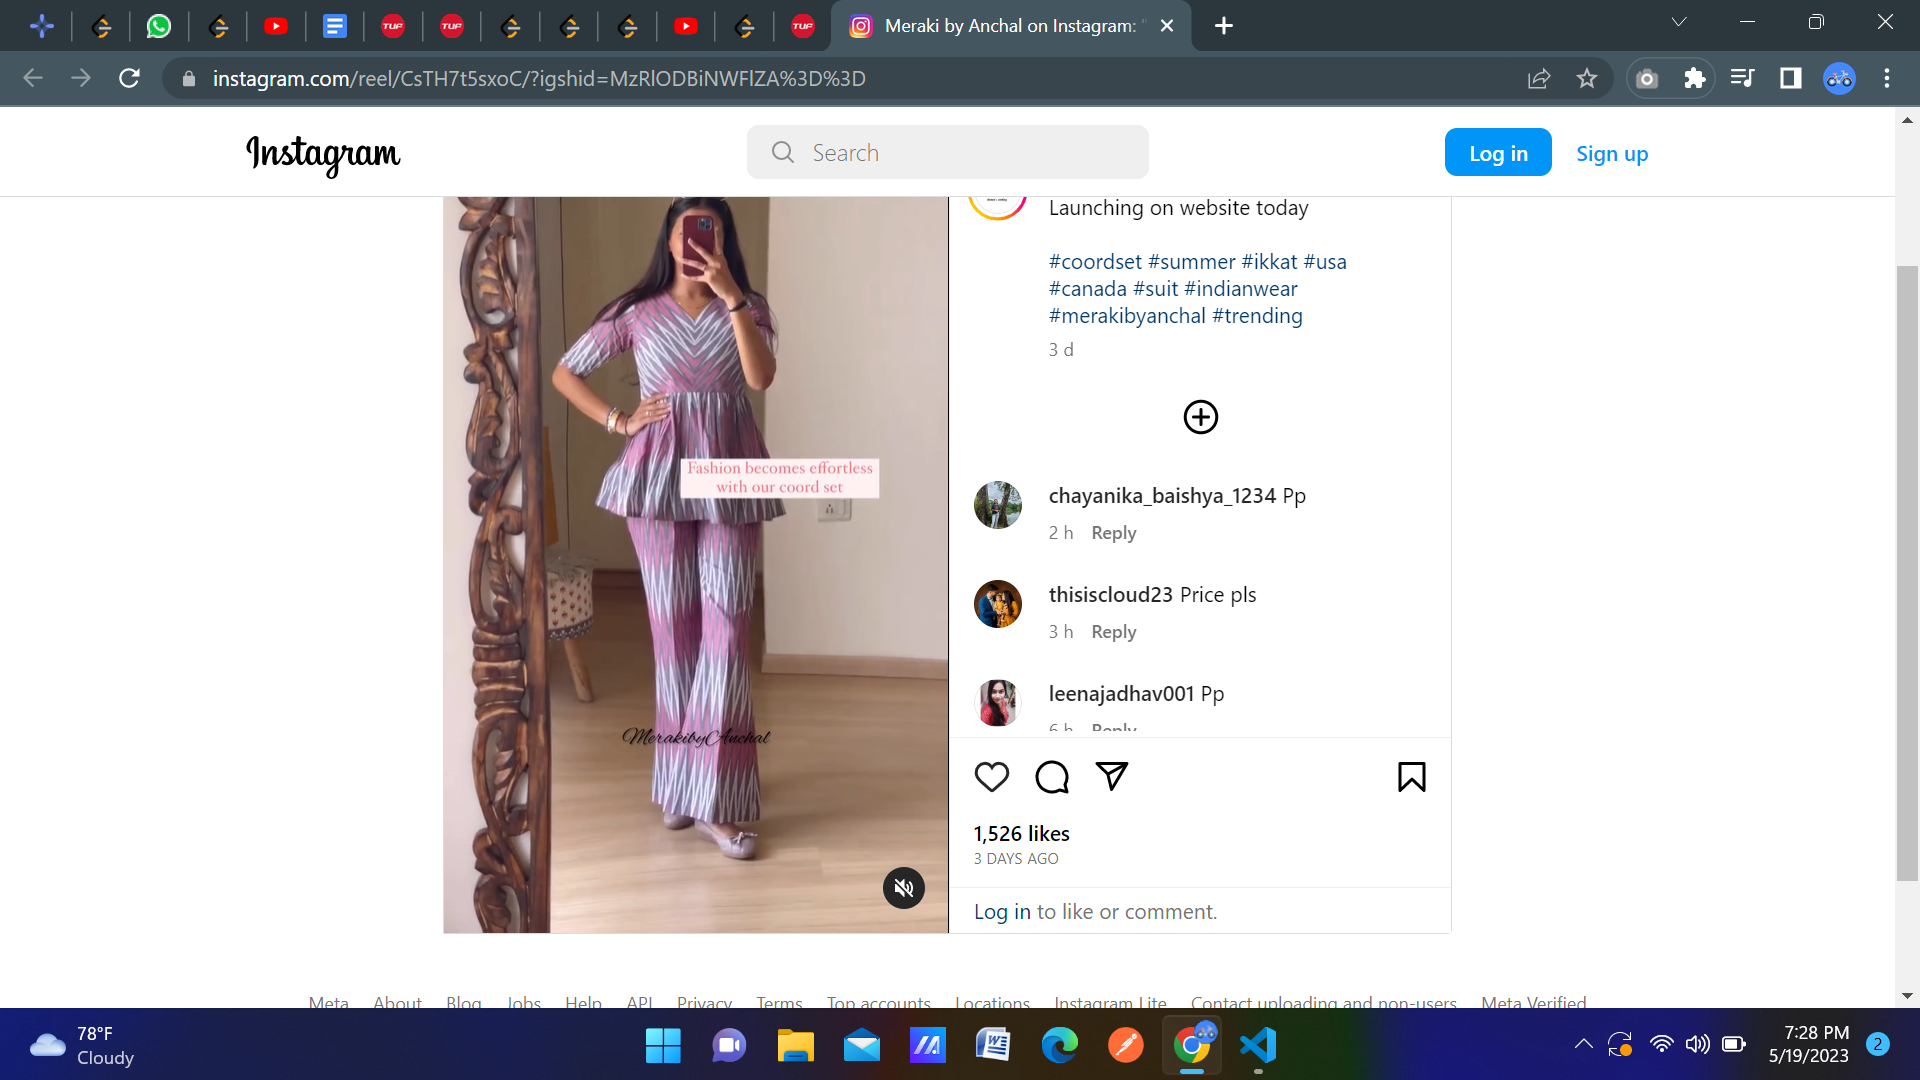 Meraki by Anchal on Instagram: "
instagram.com/reel/CsTH7t5sxoC/?igshid=MzRlODBiNWFlZA%3D%3D
Instagram
Search
Log in
Sign up
Fashion becomes effortless
with our coord set
MerakibyAnchal
Launching on website today
#coordset #summer #ikkat #usa
#canada #suit #indianwear
#merakibyanchal #trending
3 d
chayanika_baishya_1234 Pp
2 h Reply
thisiscloud23 Price pls
3 h Reply
leenajadhav001 Pp
6 h Reply
1,526 likes
3 DAYS AGO
Log in to like or comment.
Meta About Blog Jobs Help API Privacy Terms Top accounts Locations Instagram Lite Contact uploading and non-users Meta Verified
78°F
Cloudy
7:28 PM
5/19/2023
2